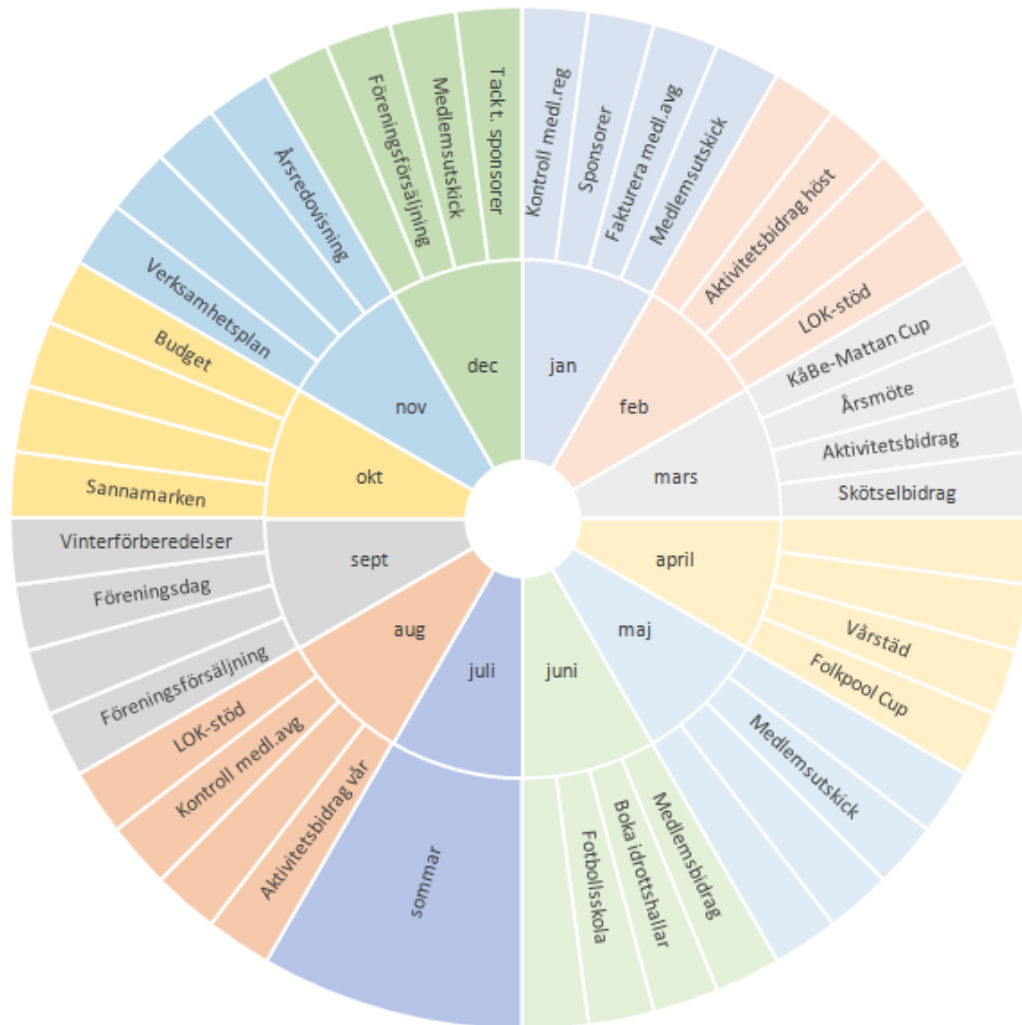 jan
Kontroll medl.reg
Sponsorer
Fakturera medl.avg
Medlemsutskick
feb
Aktivitetsbidrag höst
LOK-stöd
mars
KåBe-Mattan Cup
Årsmöte
Aktivitetsbidrag
Skötselbidrag
april
Vårstäd
Folkpool Cup
maj
Medlemsutskick
juni
Medlemsbidrag
Boka idrottshallar
Fotbollsskola
juli
sommar
aug
Aktivitetsbidrag vår
Kontroll medl.avg
LOK-stöd
sept
Föreningsförsäljning
Föreningsdag
Vinterförberedelser
okt
Sannamarken
Budget
nov
Verksamhetsplan
Årsredovisning
dec
Föreningsförsäljning
Medlemsutskick
Tackt. sponsorer